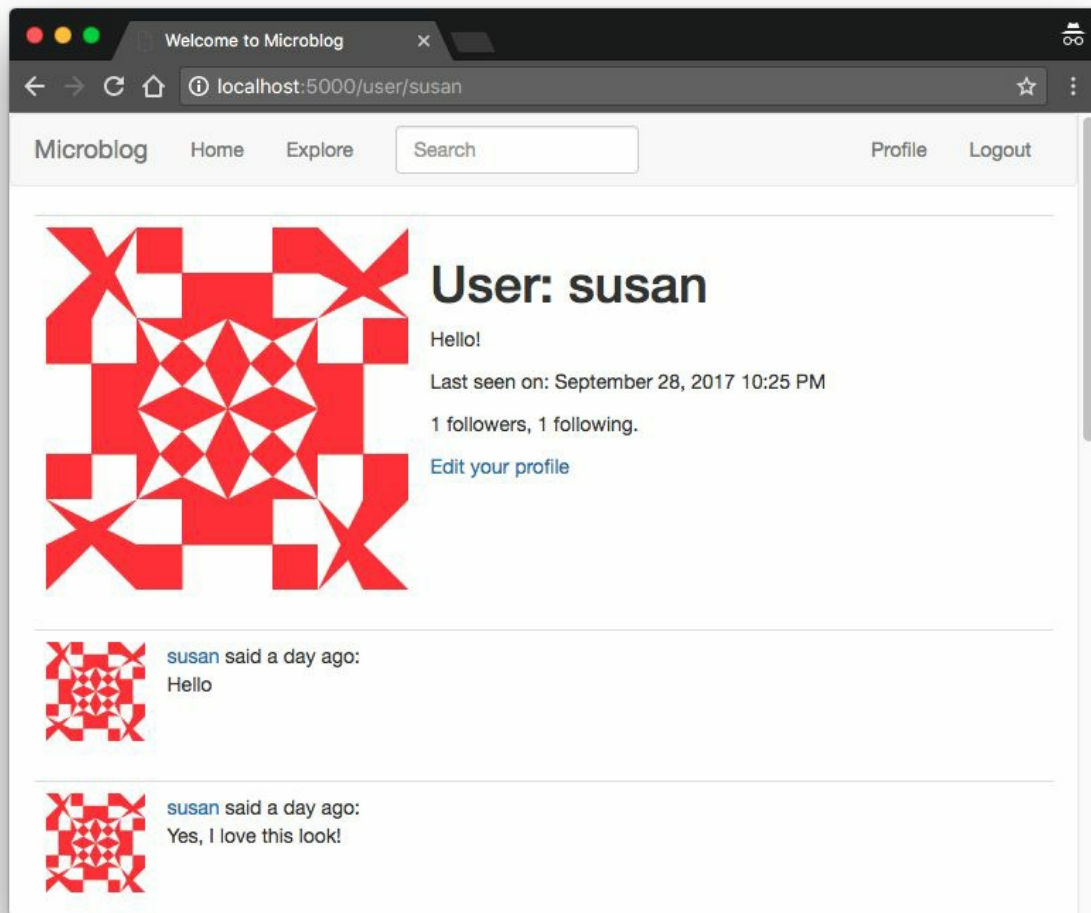 Welcome to Microblog
localhost:5000/user/susan
Microblog Home Explore Search Profile Logout
User: susan
Hello!
Last seen on: September 28, 2017 10:25 PM
1 followers, 1 following.
Edit your profile
susan said a day ago:
Hello
susan said a day ago:
Yes, I love this look!